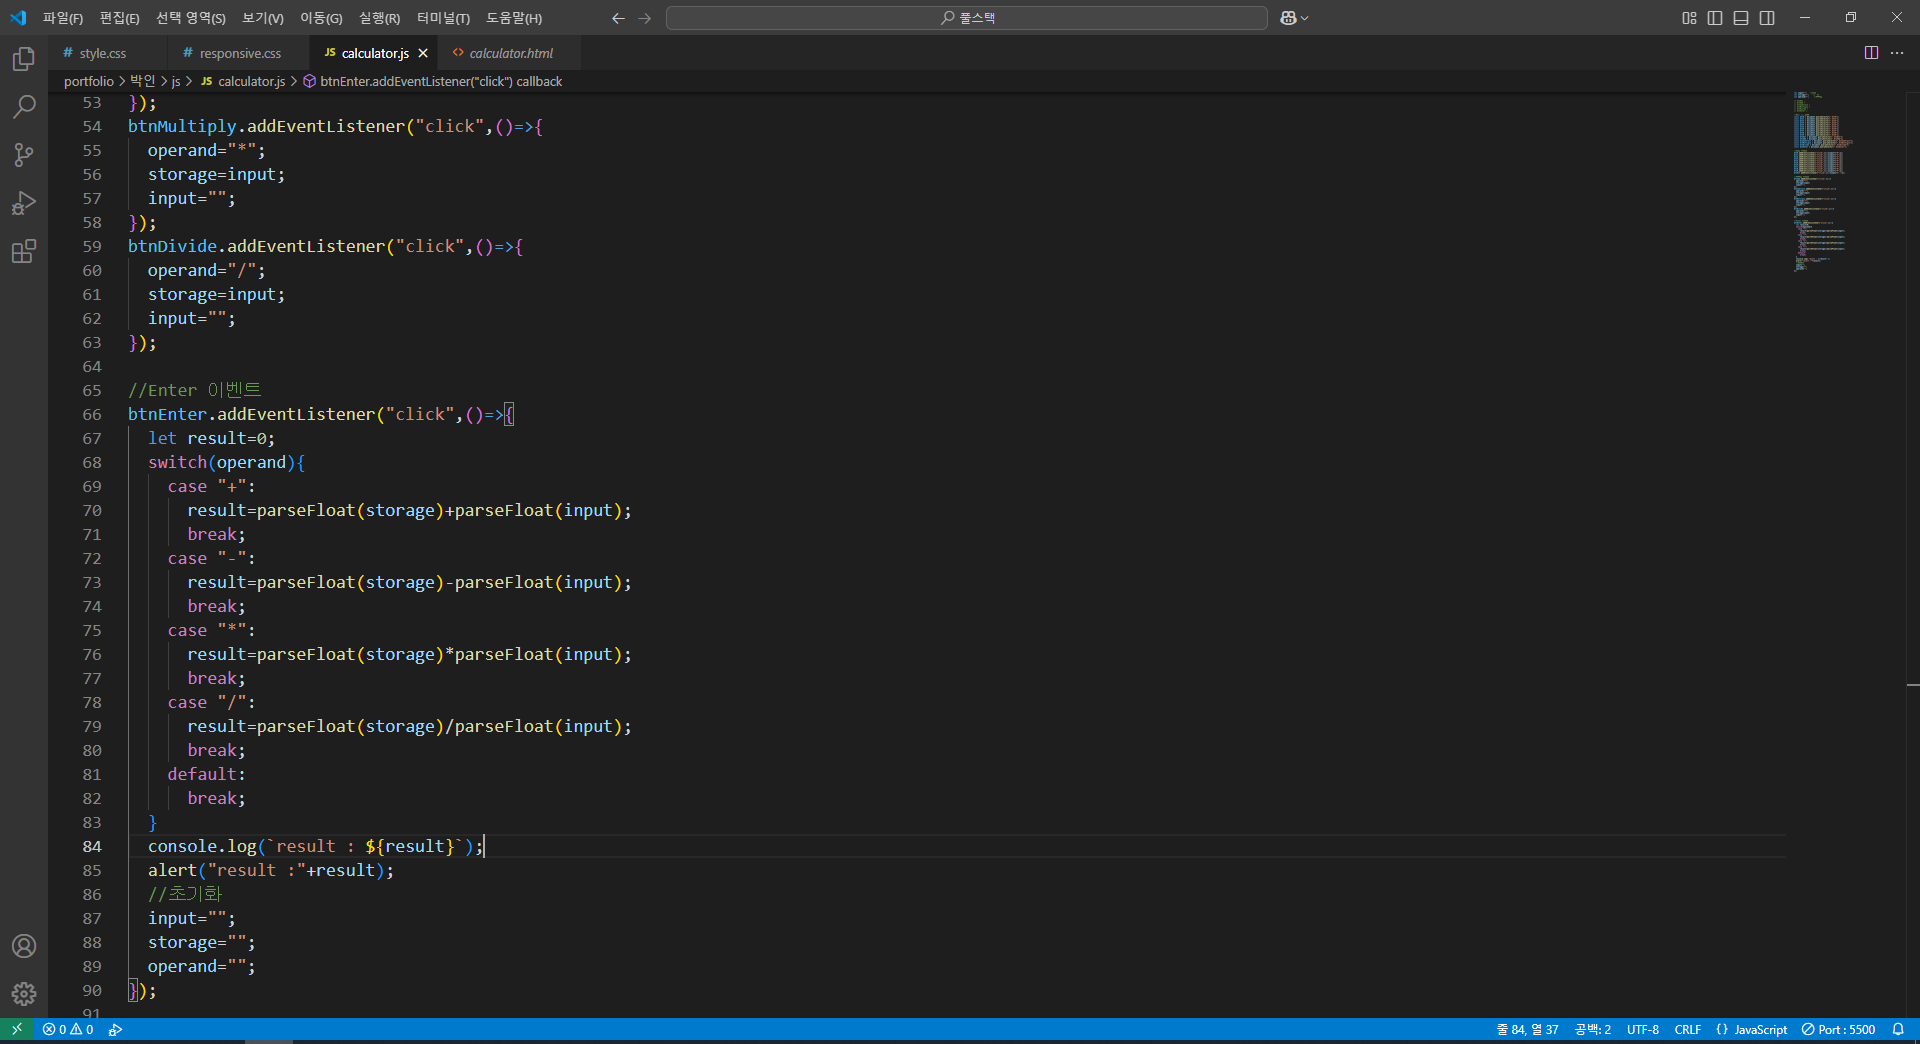 파일(F) 편집(E) 선택 영역(S) 보기(V) 이동(G) 실행(R) 터미널(T) 도움말(H) 풀스택
# style.css # responsive.css JS calculator.js <> calculator.html
portfolio > 박인 > js > JS calculator.js > btnEnter.addEventListener("click") callback
53 });
54 btnMultiply.addEventListener("click",()=>{
55 operand="*";
56 storage=input;
57 input="";
58 });
59 btnDivide.addEventListener("click",()=>{
60 operand="/";
61 storage=input;
62 input="";
63 });
64
65 //Enter 이벤트
66 btnEnter.addEventListener("click",()=>{
67 let result=0;
68 switch(operand){
69 case "+":
70 result=parseFloat(storage)+parseFloat(input);
71 break;
72 case "-":
73 result=parseFloat(storage)-parseFloat(input);
74 break;
75 case "*":
76 result=parseFloat(storage)*parseFloat(input);
77 break;
78 case "/":
79 result=parseFloat(storage)/parseFloat(input);
80 break;
81 default:
82 break;
83 }
84 console.log(`result : ${result}`);
85 alert("result :"+result);
86 //초기화
87 input="";
88 storage="";
89 operand="";
90 });
91
0 0 줄 84, 열 37 공백: 2 UTF-8 CRLF {} JavaScript Port : 5500